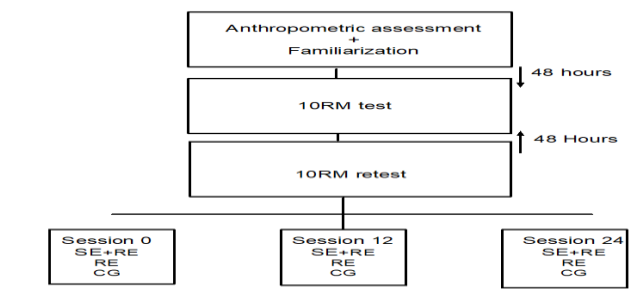 Anthropometric assessment
+
Familiarization
48 hours
10RM test
48 Hours
10RM retest
Session 0
SE+RE
RE
CG
Session 12
SE+RE
RE
CG
Session 24
SE+RE
RE
CG